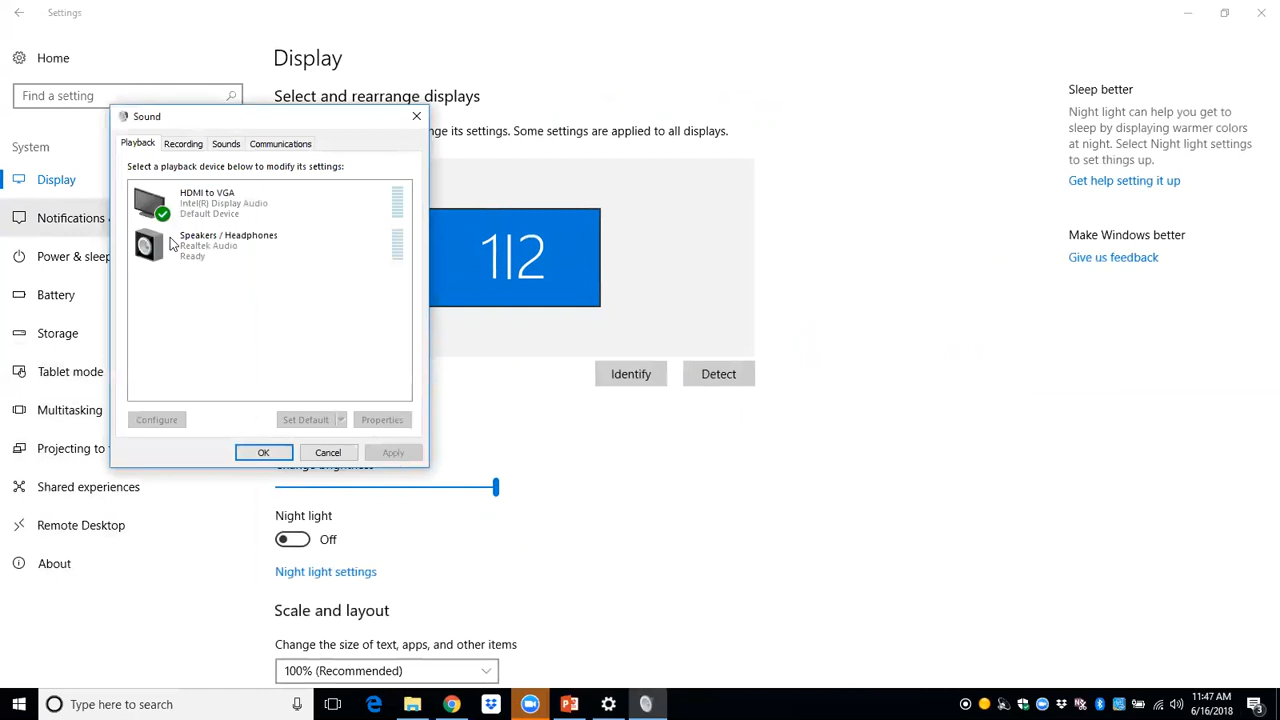 Settings
Home
Find a setting
System
Display
Notifications
Power & sleep
Battery
Storage
Tablet mode
Multitasking
Projecting to
Shared experiences
Remote Desktop
About
Display
Select and rearrange displays
nge its settings. Some settings are applied to all displays.
1|2
Identify
Detect
Change brightness
Night light
Off
Night light settings
Scale and layout
Change the size of text, apps, and other items
100% (Recommended)
Sleep better
Night light can help you get to
sleep by displaying warmer colors
at night. Select Night light settings
to set things up.
Get help setting it up
Make Windows better
Give us feedback
Sound
Playback Recording Sounds Communications
Select a playback device below to modify its settings:
HDMI to VGA
Intel(R) Display Audio
Default Device
Speakers / Headphones
Realtek Audio
Ready
Configure
Set Default
Properties
OK
Cancel
Apply
Type here to search
11:47 AM
6/16/2018
3